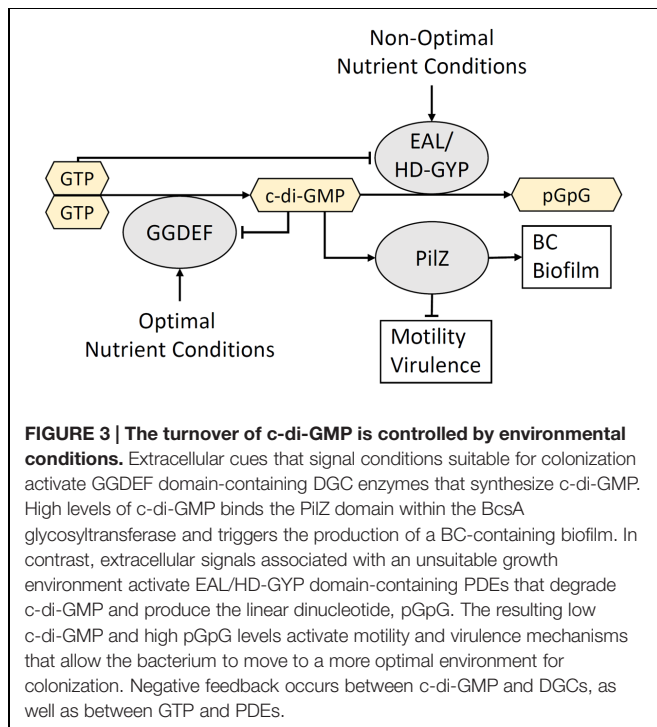 Non-Optimal
Nutrient Conditions
EAL/
HD-GYP
GTP
GTP
c-di-GMP
pGpG
GGDEF
PilZ
BC
Biofilm
Optimal
Nutrient Conditions
Motility
Virulence
FIGURE 3 | The turnover of c-di-GMP is controlled by environmental
conditions. Extracellular cues that signal conditions suitable for colonization
activate GGDEF domain-containing DGC enzymes that synthesize c-di-GMP.
High levels of c-di-GMP binds the PilZ domain within the BcsA
glycosyltransferase and triggers the production of a BC-containing biofilm. In
contrast, extracellular signals associated with an unsuitable growth
environment activate EAL/HD-GYP domain-containing PDEs that degrade
c-di-GMP and produce the linear dinucleotide, pGpG. The resulting low
c-di-GMP and high pGpG levels activate motility and virulence mechanisms
that allow the bacterium to move to a more optimal environment for
colonization. Negative feedback occurs between c-di-GMP and DGCs, as
well as between GTP and PDEs.